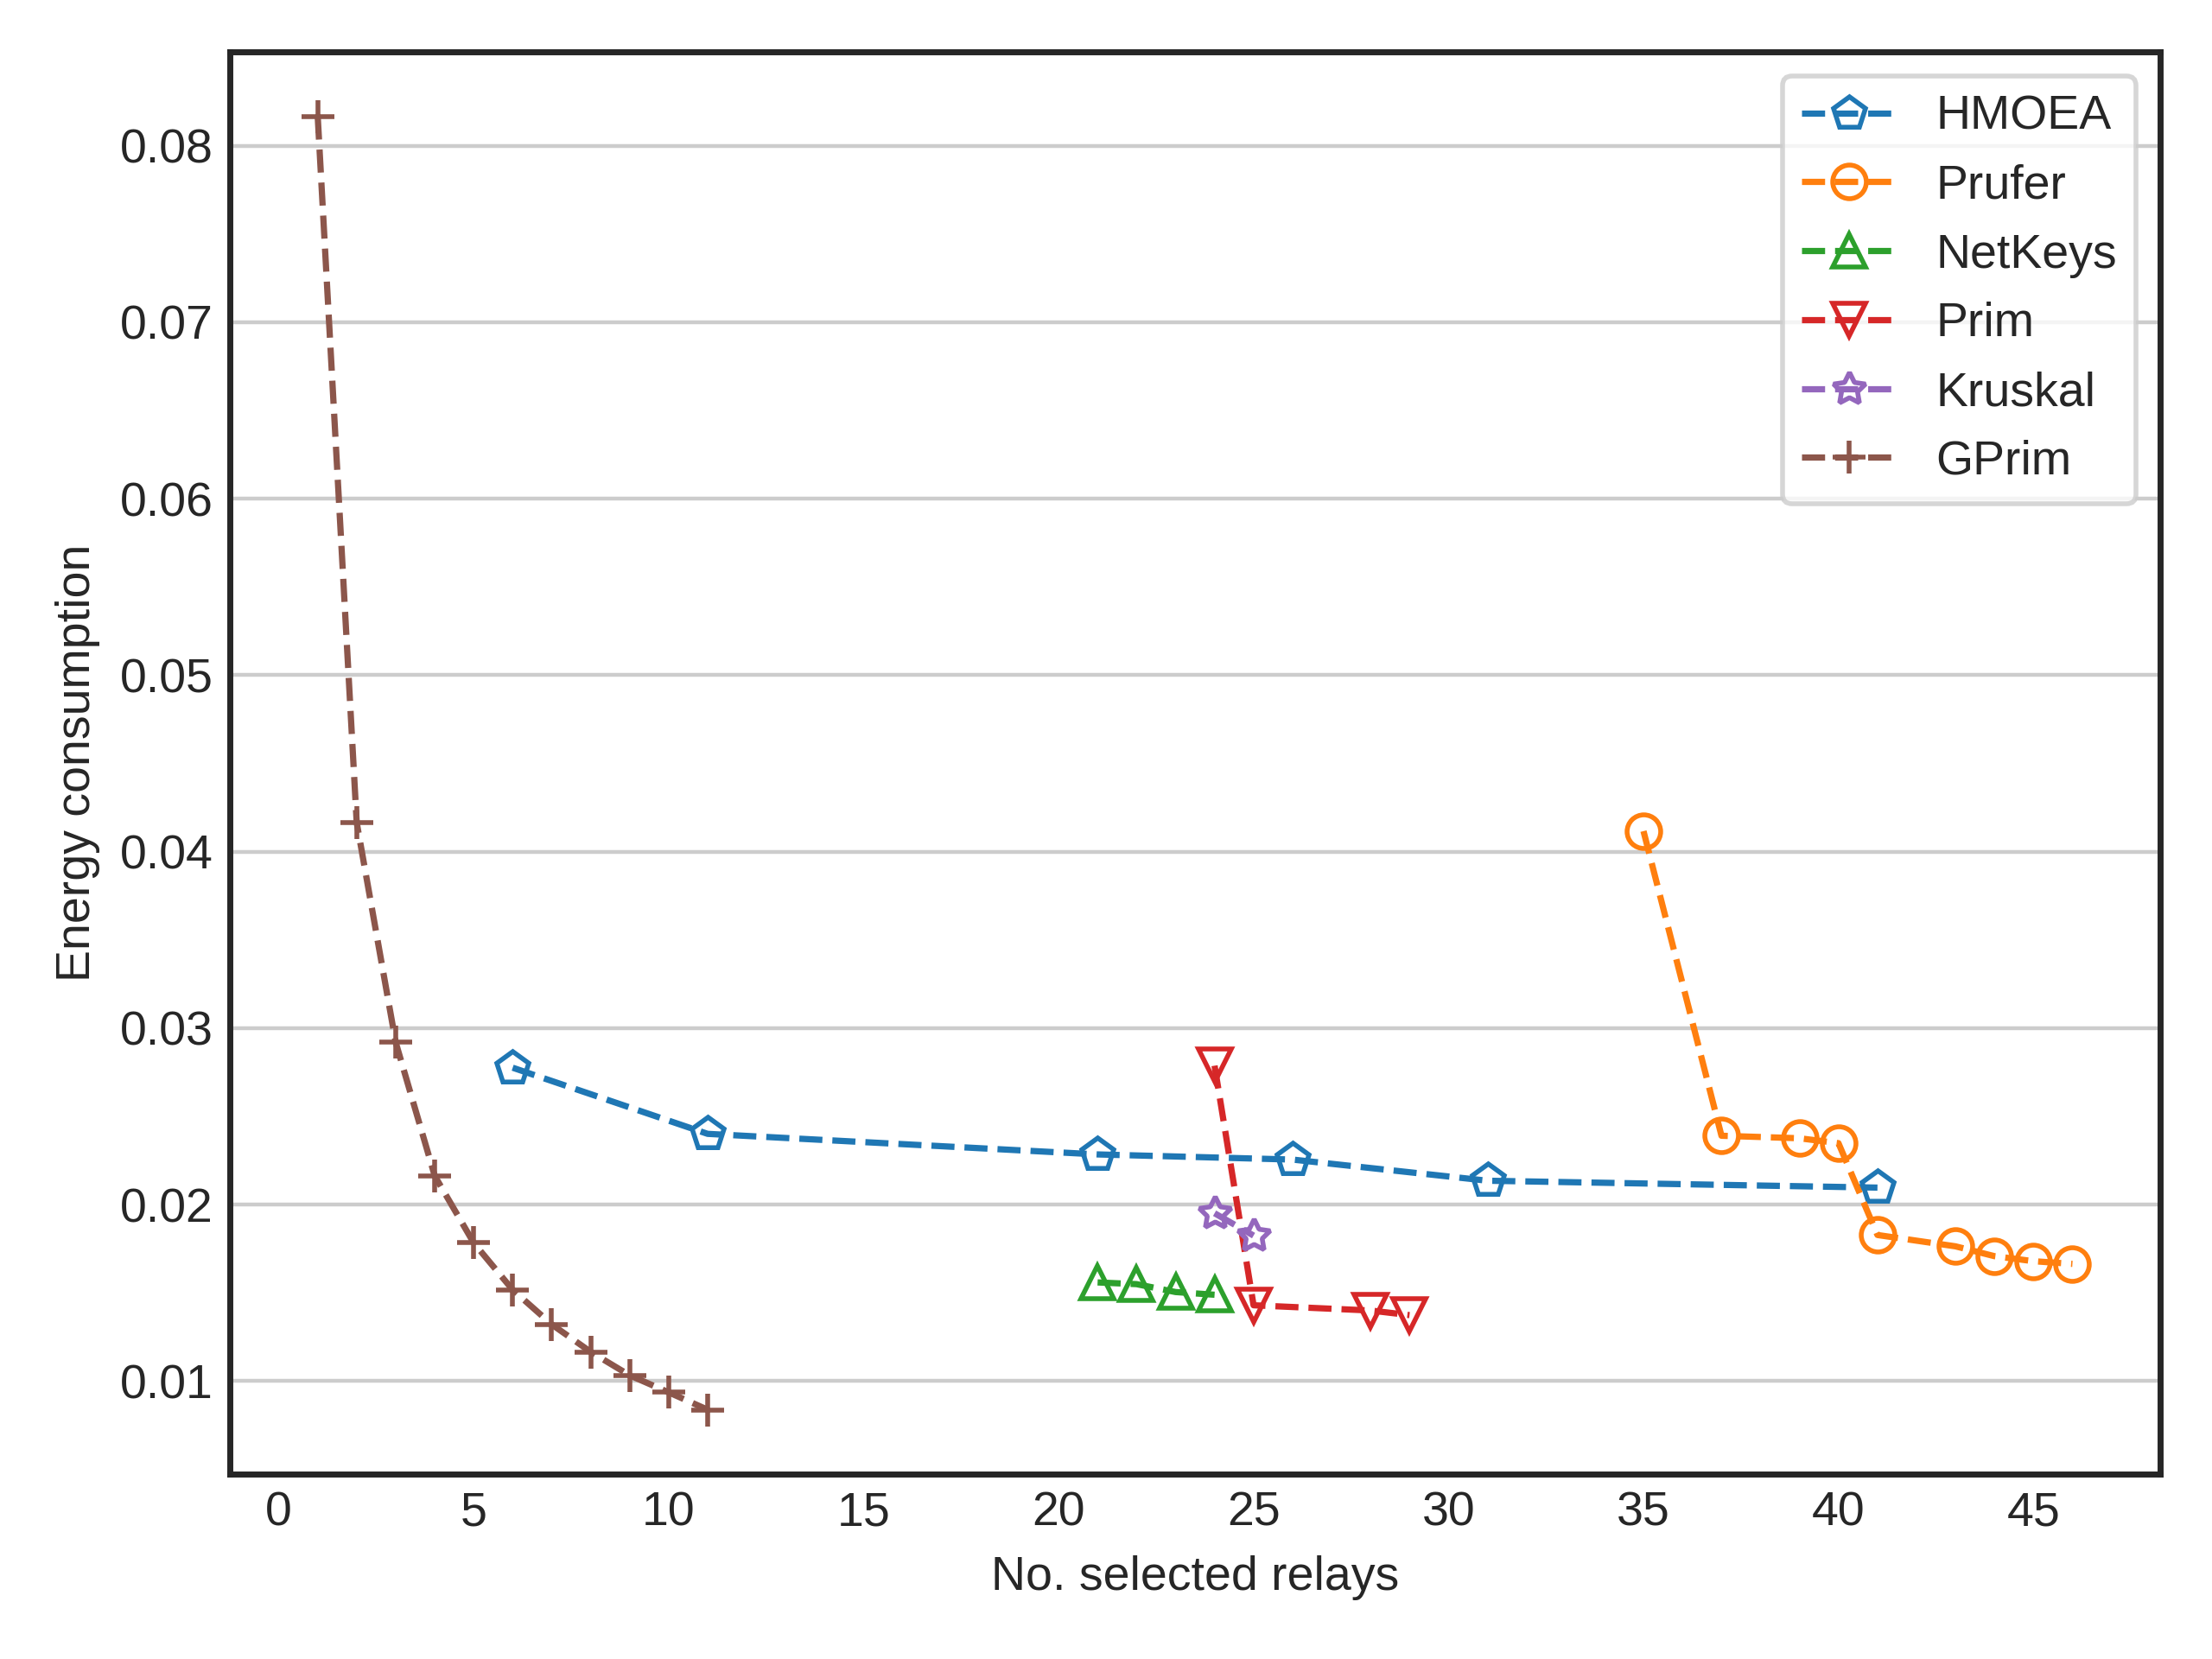 HMOEA
Prufer
NetKeys
Prim
Kruskal
GPrim
0.08
0.07
0.06
0.05
0.04
0.03
0.02
0.01
Energy consumption
0 5 10 15 20 25 30 35 40 45
No. selected relays